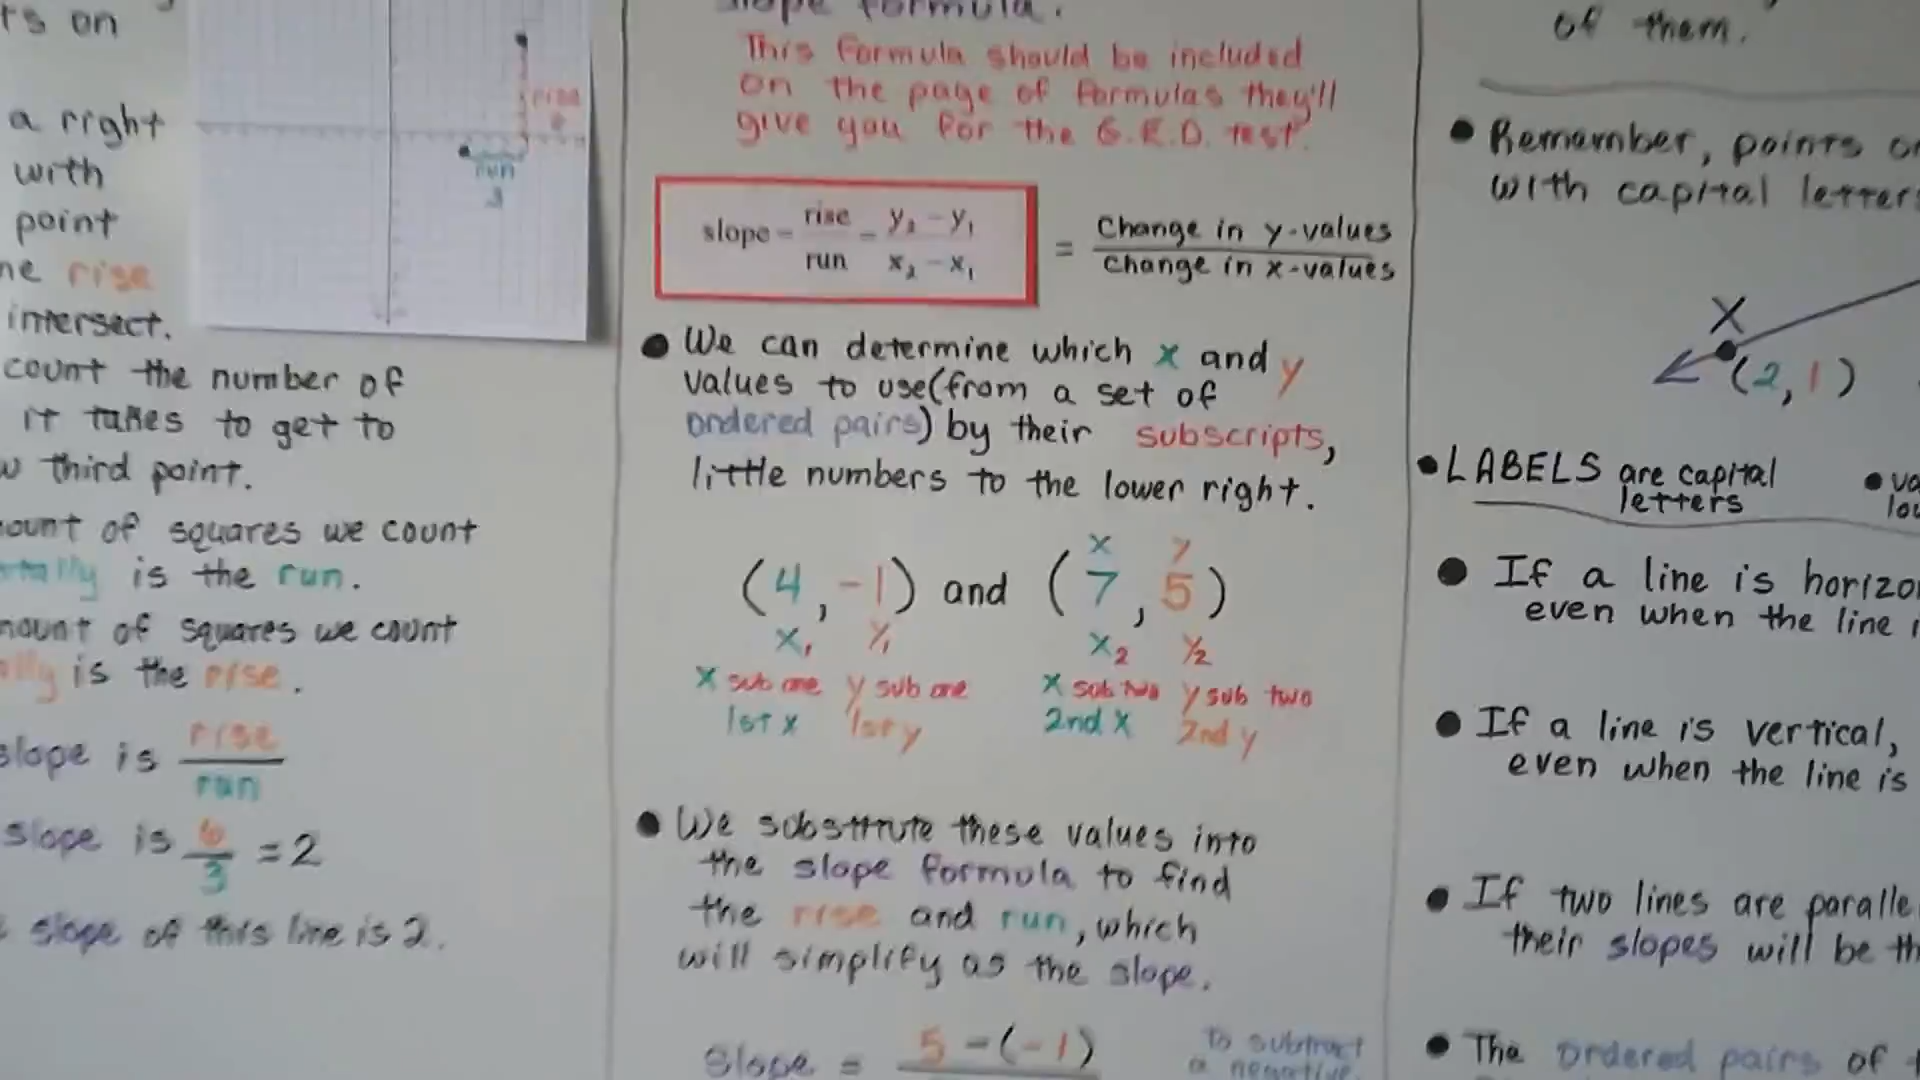 rts on
a right
with
point
rise
intersect.
count the number of
it takes to get to
third point.
ount of squares we count
is the run.
mount of squares we count
is the rise.
slope is rise
run
slope is 6/3 = 2
slope of this line is 2.
rise
6
run
3
slope formula.
This formula should be included
on the page of formulas they'll
give you for the G.E.D. test.
slope = rise/run = y₂ - y₁/x₂ - x₁ = Change in y-values/change in x-values
• We can determine which x and y
values to use (from a set of
ordered pairs) by their subscripts,
little numbers to the lower right.
x y
(4, -1) and (7, 5)
x₁ y₁ x₂ y₂
x sub one y sub one x sub two y sub two
1st x 1st y 2nd x 2nd y
• We substitute these values into
the slope formula to find
the rise and run, which
will simplify as the slope.
slope = 5 - (-1)
To subtract
a negative,
of them."
• Remember, points
with capital letters
X
(2, 1)
• LABELS are capital
letters
• If a line is horizo
even when the line i
• If a line is vertical,
even when the line is
• If two lines are paralle
their slopes will be th
• The ordered pairs of